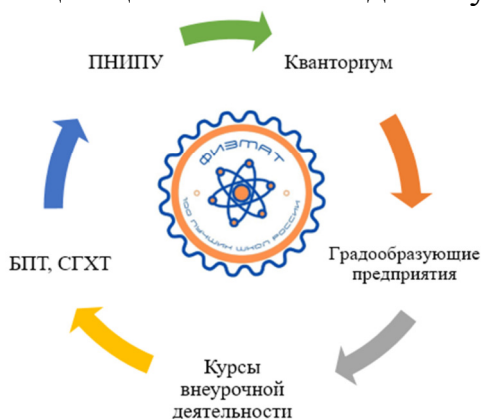 ПНИПУ
Кванториум
Градообразующие
предприятия
Курсы
внеурочной
деятельности
БПТ, СГХТ
ФИЗМАТ
100 ЛУЧШИХ ШКОЛ РОССИИ